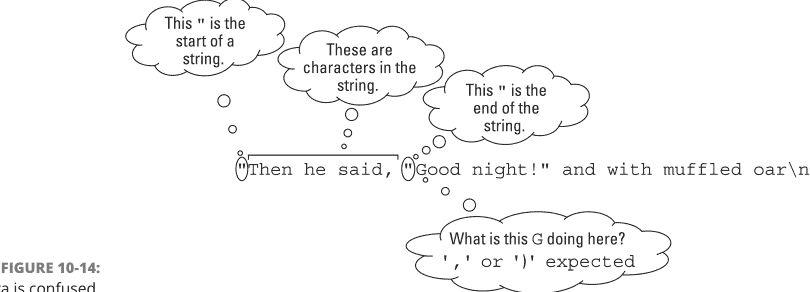 This " is the
start of a
string.
These are
characters in the
string.
This " is the
end of the
string.
"Then he said, "Good night!" and with muffled oar\n
What is this G doing here?
',' or ')' expected
FIGURE 10-14:
va is confused